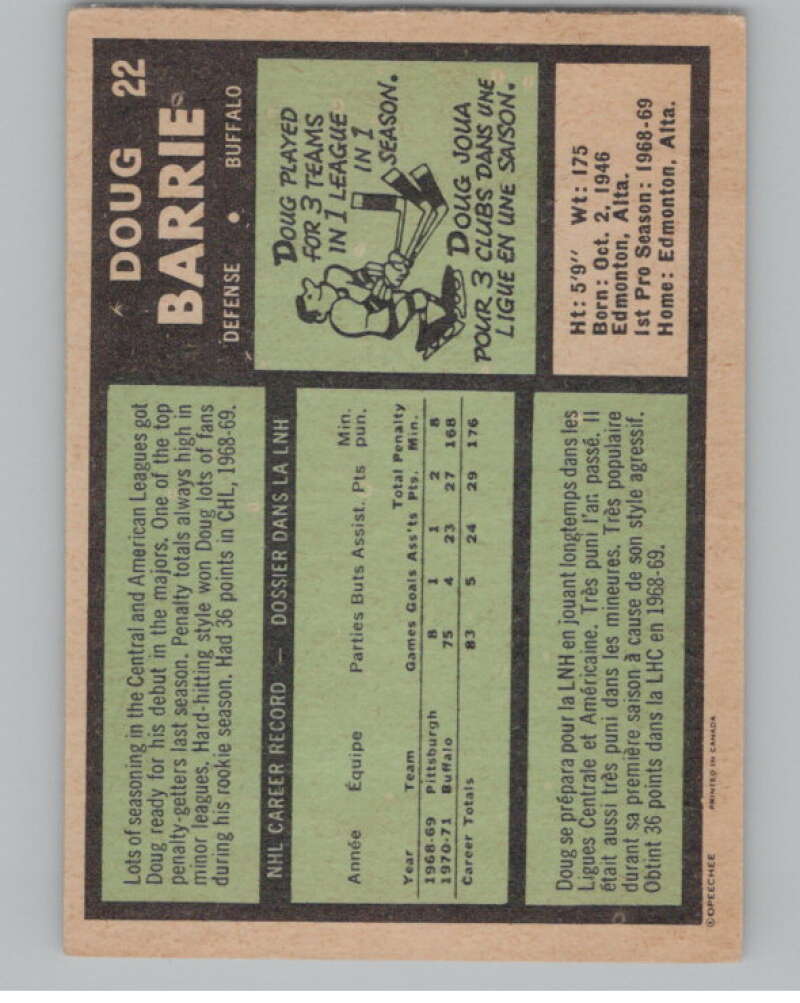 DOUG 22
BARRIE
DEFENSE • BUFFALO
Lots of seasoning in the Central and American Leagues got
Doug ready for his debut in the majors. One of the top
penalty-getters last season. Penalty totals always high in
minor leagues. Hard-hitting style won Doug lots of fans
during his rookie season. Had 36 points in CHL, 1968-69.
DOUG PLAYED
FOR 3 TEAMS
IN 1 LEAGUE
IN 1
SEASON.
DOUG JOUA
POUR 3 CLUBS DANS UNE
LIGUE EN UNE SAISON.
NHL CAREER RECORD — DOSSIER DANS LA LNH
Année Équipe Parties Buts Assist. Pts Min. pun.
Year Team Games Goals Ass'ts Total Pts. Penalty Min.
1968-69 Pittsburgh 8 1 1 2 8
1970-71 Buffalo 75 4 23 27 168
Career Totals 83 5 24 29 176
Ht: 5'9" Wt: 175
Born: Oct. 2, 1946
Edmonton, Alta.
1st Pro Season: 1968-69
Home: Edmonton, Alta.
Doug se prépara pour la LNH en jouant longtemps dans les
Ligues Centrale et Américaine. Très puni l'an passé. Il
était aussi très puni dans les mineures. Très populaire
durant sa première saison à cause de son style agressif.
Obtint 36 points dans la LHC en 1968-69.
©OPEECHEE PRINTED IN CANADA